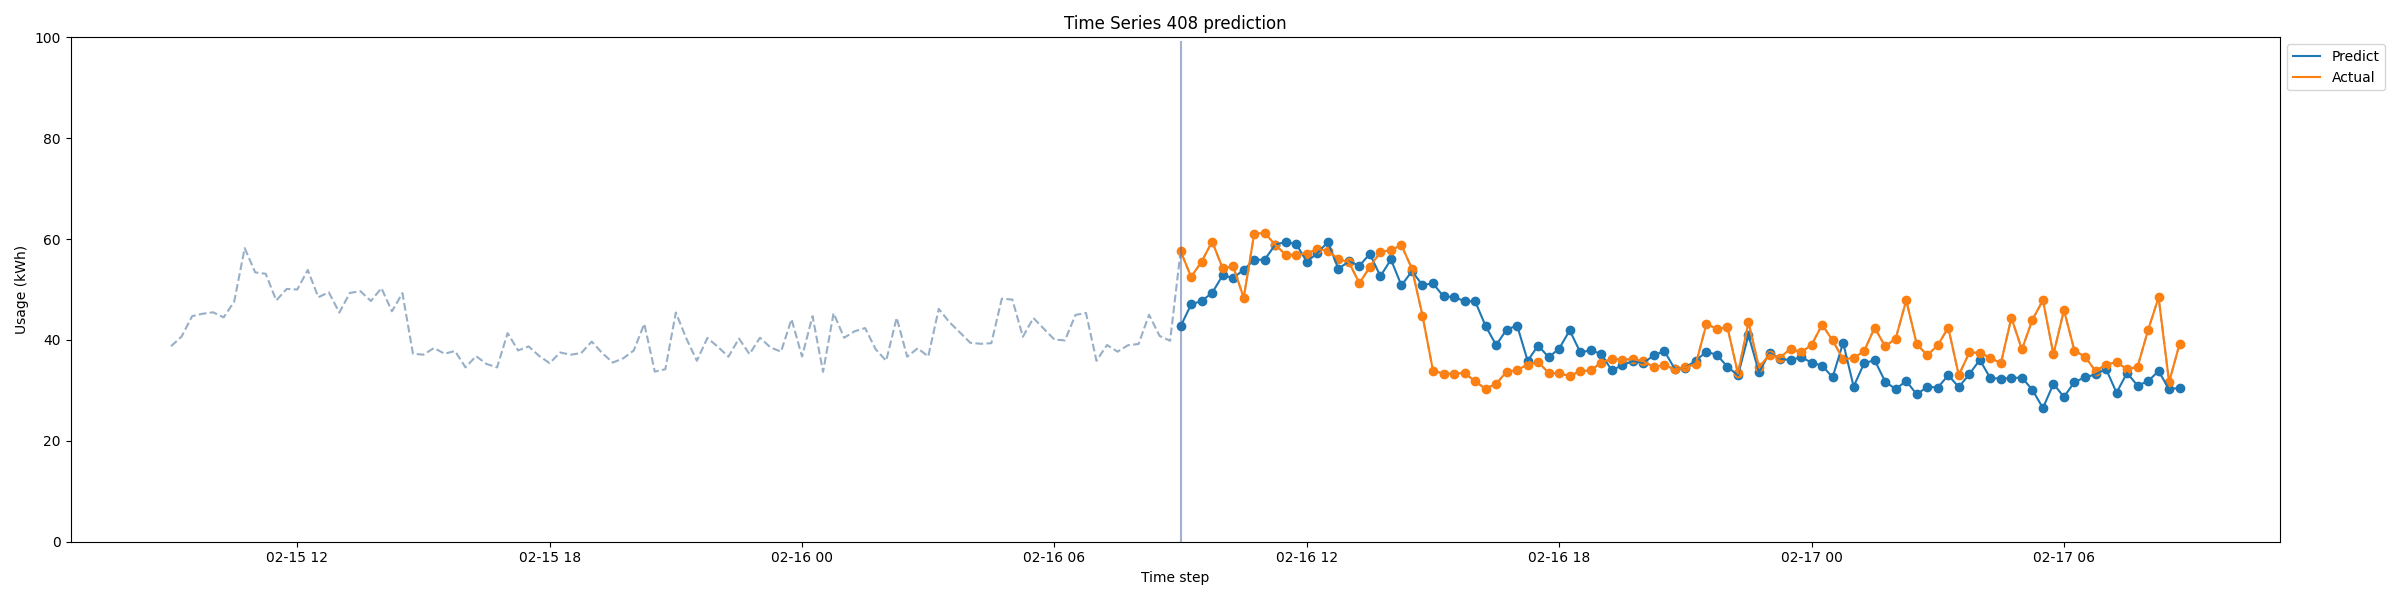 Time Series 408 prediction
100
80
60
40
20
0
Usage (kWh)
Predict
Actual
02-15 12
02-15 18
02-16 00
02-16 06
02-16 12
02-16 18
02-17 00
02-17 06
Time step